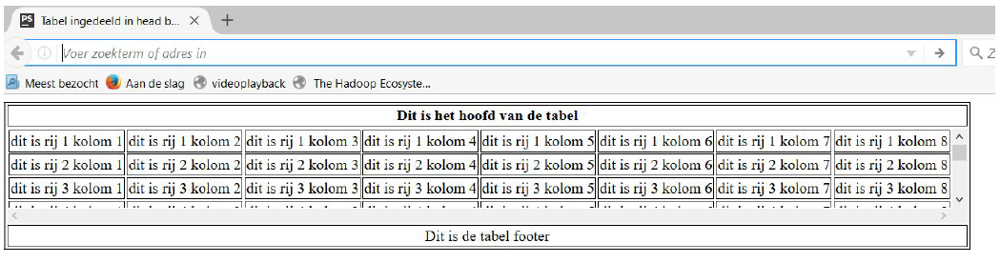 PS Tabel ingedeeld in head b...
Voer zoekterm of adres in
Meest bezocht Aan de slag videoplayback The Hadoop Ecosyste...
Dit is het hoofd van de tabel
dit is rij 1 kolom 1 dit is rij 1 kolom 2 dit is rij 1 kolom 3 dit is rij 1 kolom 4 dit is rij 1 kolom 5 dit is rij 1 kolom 6 dit is rij 1 kolom 7 dit is rij 1 kolom 8
dit is rij 2 kolom 1 dit is rij 2 kolom 2 dit is rij 2 kolom 3 dit is rij 2 kolom 4 dit is rij 2 kolom 5 dit is rij 2 kolom 6 dit is rij 2 kolom 7 dit is rij 2 kolom 8
dit is rij 3 kolom 1 dit is rij 3 kolom 2 dit is rij 3 kolom 3 dit is rij 3 kolom 4 dit is rij 3 kolom 5 dit is rij 3 kolom 6 dit is rij 3 kolom 7 dit is rij 3 kolom 8
Dit is de tabel footer